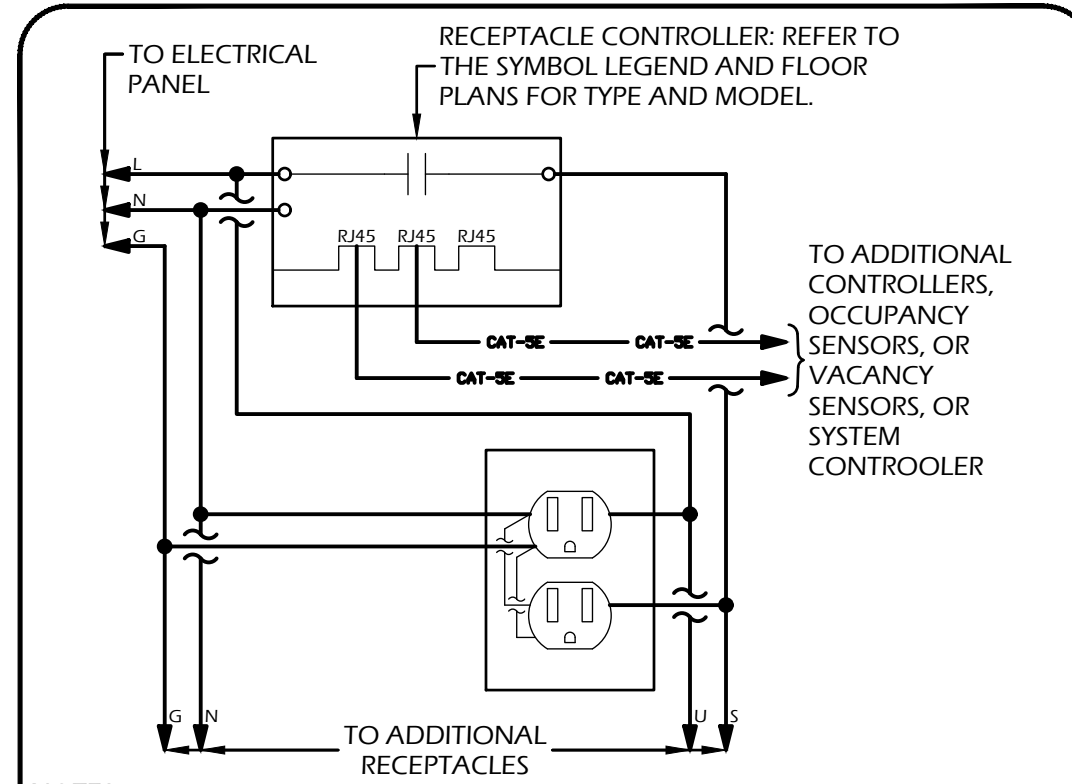 TO ELECTRICAL
PANEL
RECEPTACLE CONTROLLER: REFER TO
THE SYMBOL LEGEND AND FLOOR
PLANS FOR TYPE AND MODEL.
L
N
G
RJ45 RJ45 RJ45
CAT-5E CAT-5E
CAT-5E CAT-5E
TO ADDITIONAL
CONTROLLERS,
OCCUPANCY
SENSORS, OR
VACANCY
SENSORS, OR
SYSTEM
CONTROOLER
G N U S
TO ADDITIONAL
RECEPTACLES